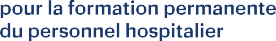 pour la formation permanente
du personnel hospitalier